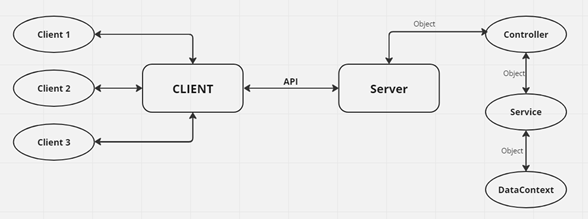 Client 1
Client 2
Client 3
CLIENT
API
Server
Object
Controller
Object
Service
Object
DataContext